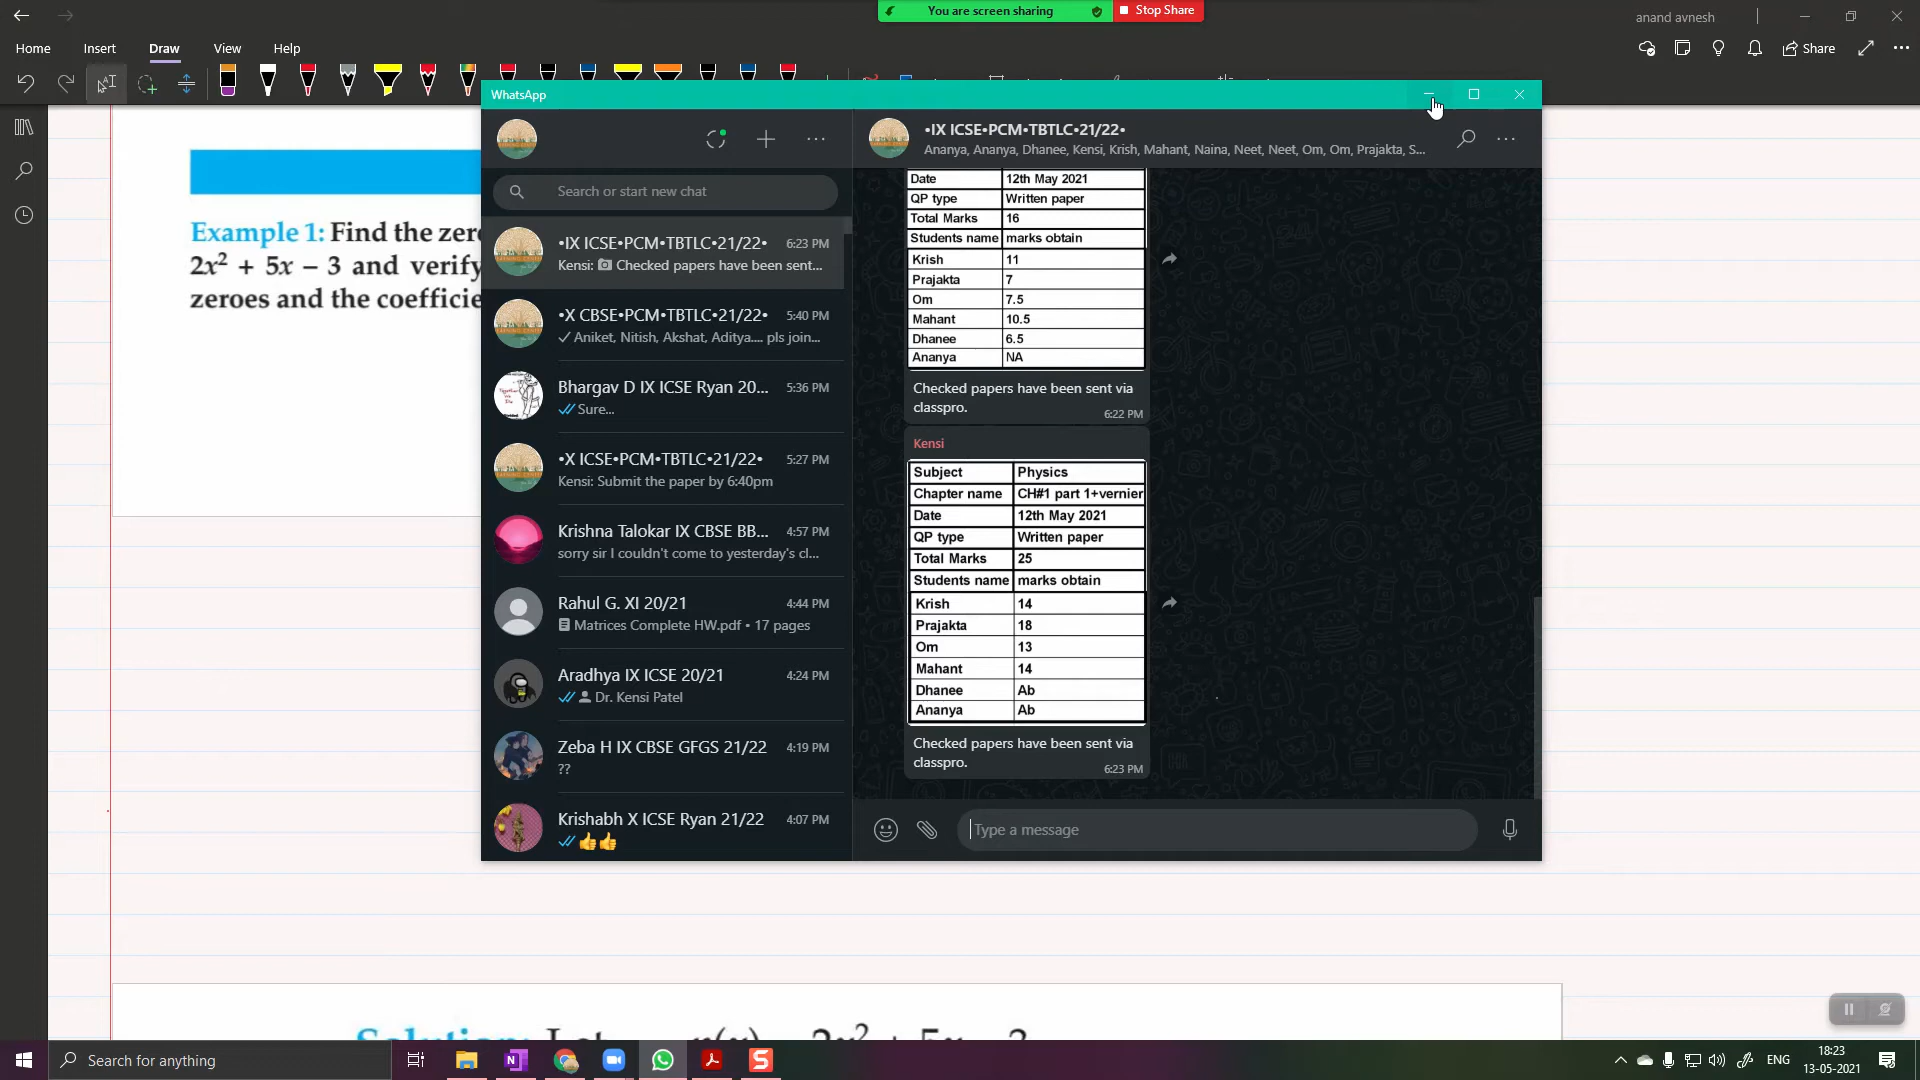 You are screen sharing
Stop Share
anand avnesh
Home
Insert
Draw
View
Help
Share
Example 1: Find the zer
2x² + 5x − 3 and verify
zeroes and the coefficie
WhatsApp
Search or start new chat
•IX ICSE•PCM•TBTLC•21/22• 6:23 PM
Kensi: Checked papers have been sent...
•X CBSE•PCM•TBTLC•21/22• 5:40 PM
Aniket, Nitish, Akshat, Aditya.... pls join...
Bhargav D IX ICSE Ryan 20... 5:36 PM
Sure...
•X ICSE•PCM•TBTLC•21/22• 5:27 PM
Kensi: Submit the paper by 6:40pm
Krishna Talokar IX CBSE BB... 4:57 PM
sorry sir I couldn't come to yesterday's cl...
Rahul G. XI 20/21 4:44 PM
Matrices Complete HW.pdf • 17 pages
Aradhya IX ICSE 20/21 4:24 PM
Dr. Kensi Patel
Zeba H IX CBSE GFGS 21/22 4:19 PM
??
Krishabh X ICSE Ryan 21/22 4:07 PM
👍👍
•IX ICSE•PCM•TBTLC•21/22•
Ananya, Ananya, Dhanee, Kensi, Krish, Mahant, Naina, Neet, Neet, Om, Om, Prajakta, S...
Date 12th May 2021
QP type Written paper
Total Marks 16
Students name marks obtain
Krish 11
Prajakta 7
Om 7.5
Mahant 10.5
Dhanee 6.5
Ananya NA
Checked papers have been sent via
classpro.
6:22 PM
Kensi
Subject Physics
Chapter name CH#1 part 1+vernier
Date 12th May 2021
QP type Written paper
Total Marks 25
Students name marks obtain
Krish 14
Prajakta 18
Om 13
Mahant 14
Dhanee Ab
Ananya Ab
Checked papers have been sent via
classpro.
6:23 PM
Type a message
Solution: Let p(x) = 2x² + 5x − 3
Search for anything
ENG
18:23
13-05-2021